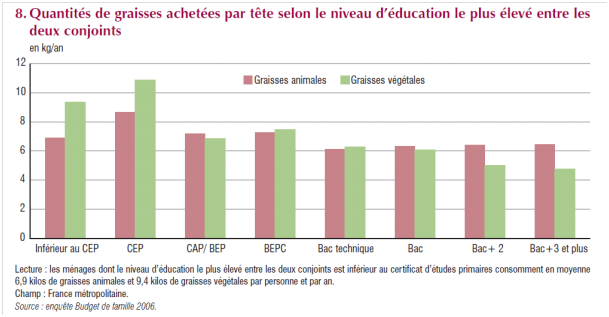 8. Quantités de graisses achetées par tête selon le niveau d'éducation le plus élevé entre les
deux conjoints
en kg/an
12
Graisses animales Graisses végétales
10
8
6
4
2
0
Inférieur au CEP CEP CAP/ BEP BEPC Bac technique Bac Bac+ 2 Bac+3 et plus
Lecture : les ménages dont le niveau d'éducation le plus élevé entre les deux conjoints est inférieur au certificat d'études primaires consomment en moyenne
6,9 kilos de graisses animales et 9,4 kilos de graisses végétales par personne et par an.
Champ : France métropolitaine.
Source : enquête Budget de famille 2006.